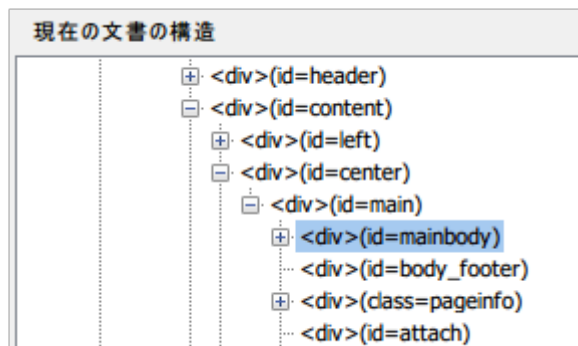 現在の文書の構造
<div>(id=header)
<div>(id=content)
<div>(id=left)
<div>(id=center)
<div>(id=main)
<div>(id=mainbody)
<div>(id=body_footer)
<div>(class=pageinfo)
<div>(id=attach)